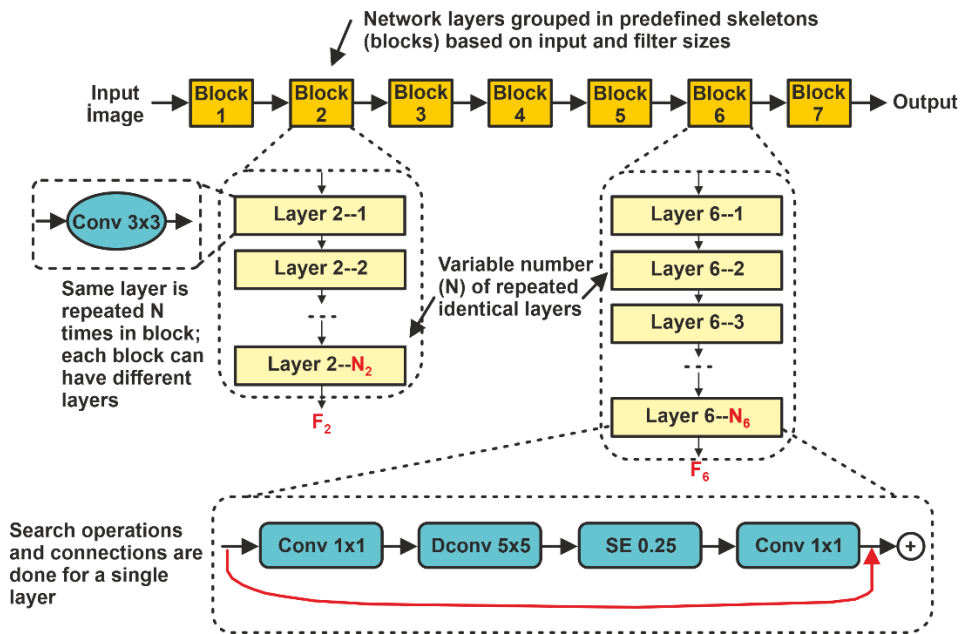 Network layers grouped in predefined skeletons
(blocks) based on input and filter sizes
Input
İmage
Block
1
Block
2
Block
3
Block
4
Block
5
Block
6
Block
7
Output
Conv 3x3
Layer 2--1
Layer 2--2
Layer 2--N₂
F₂
Same layer is
repeated N
times in block;
each block can
have different
layers
Variable number
(N) of repeated
identical layers
Layer 6--1
Layer 6--2
Layer 6--3
Layer 6--N₆
F₆
Search operations
and connections are
done for a single
layer
Conv 1x1
Dconv 5x5
SE 0.25
Conv 1x1
+